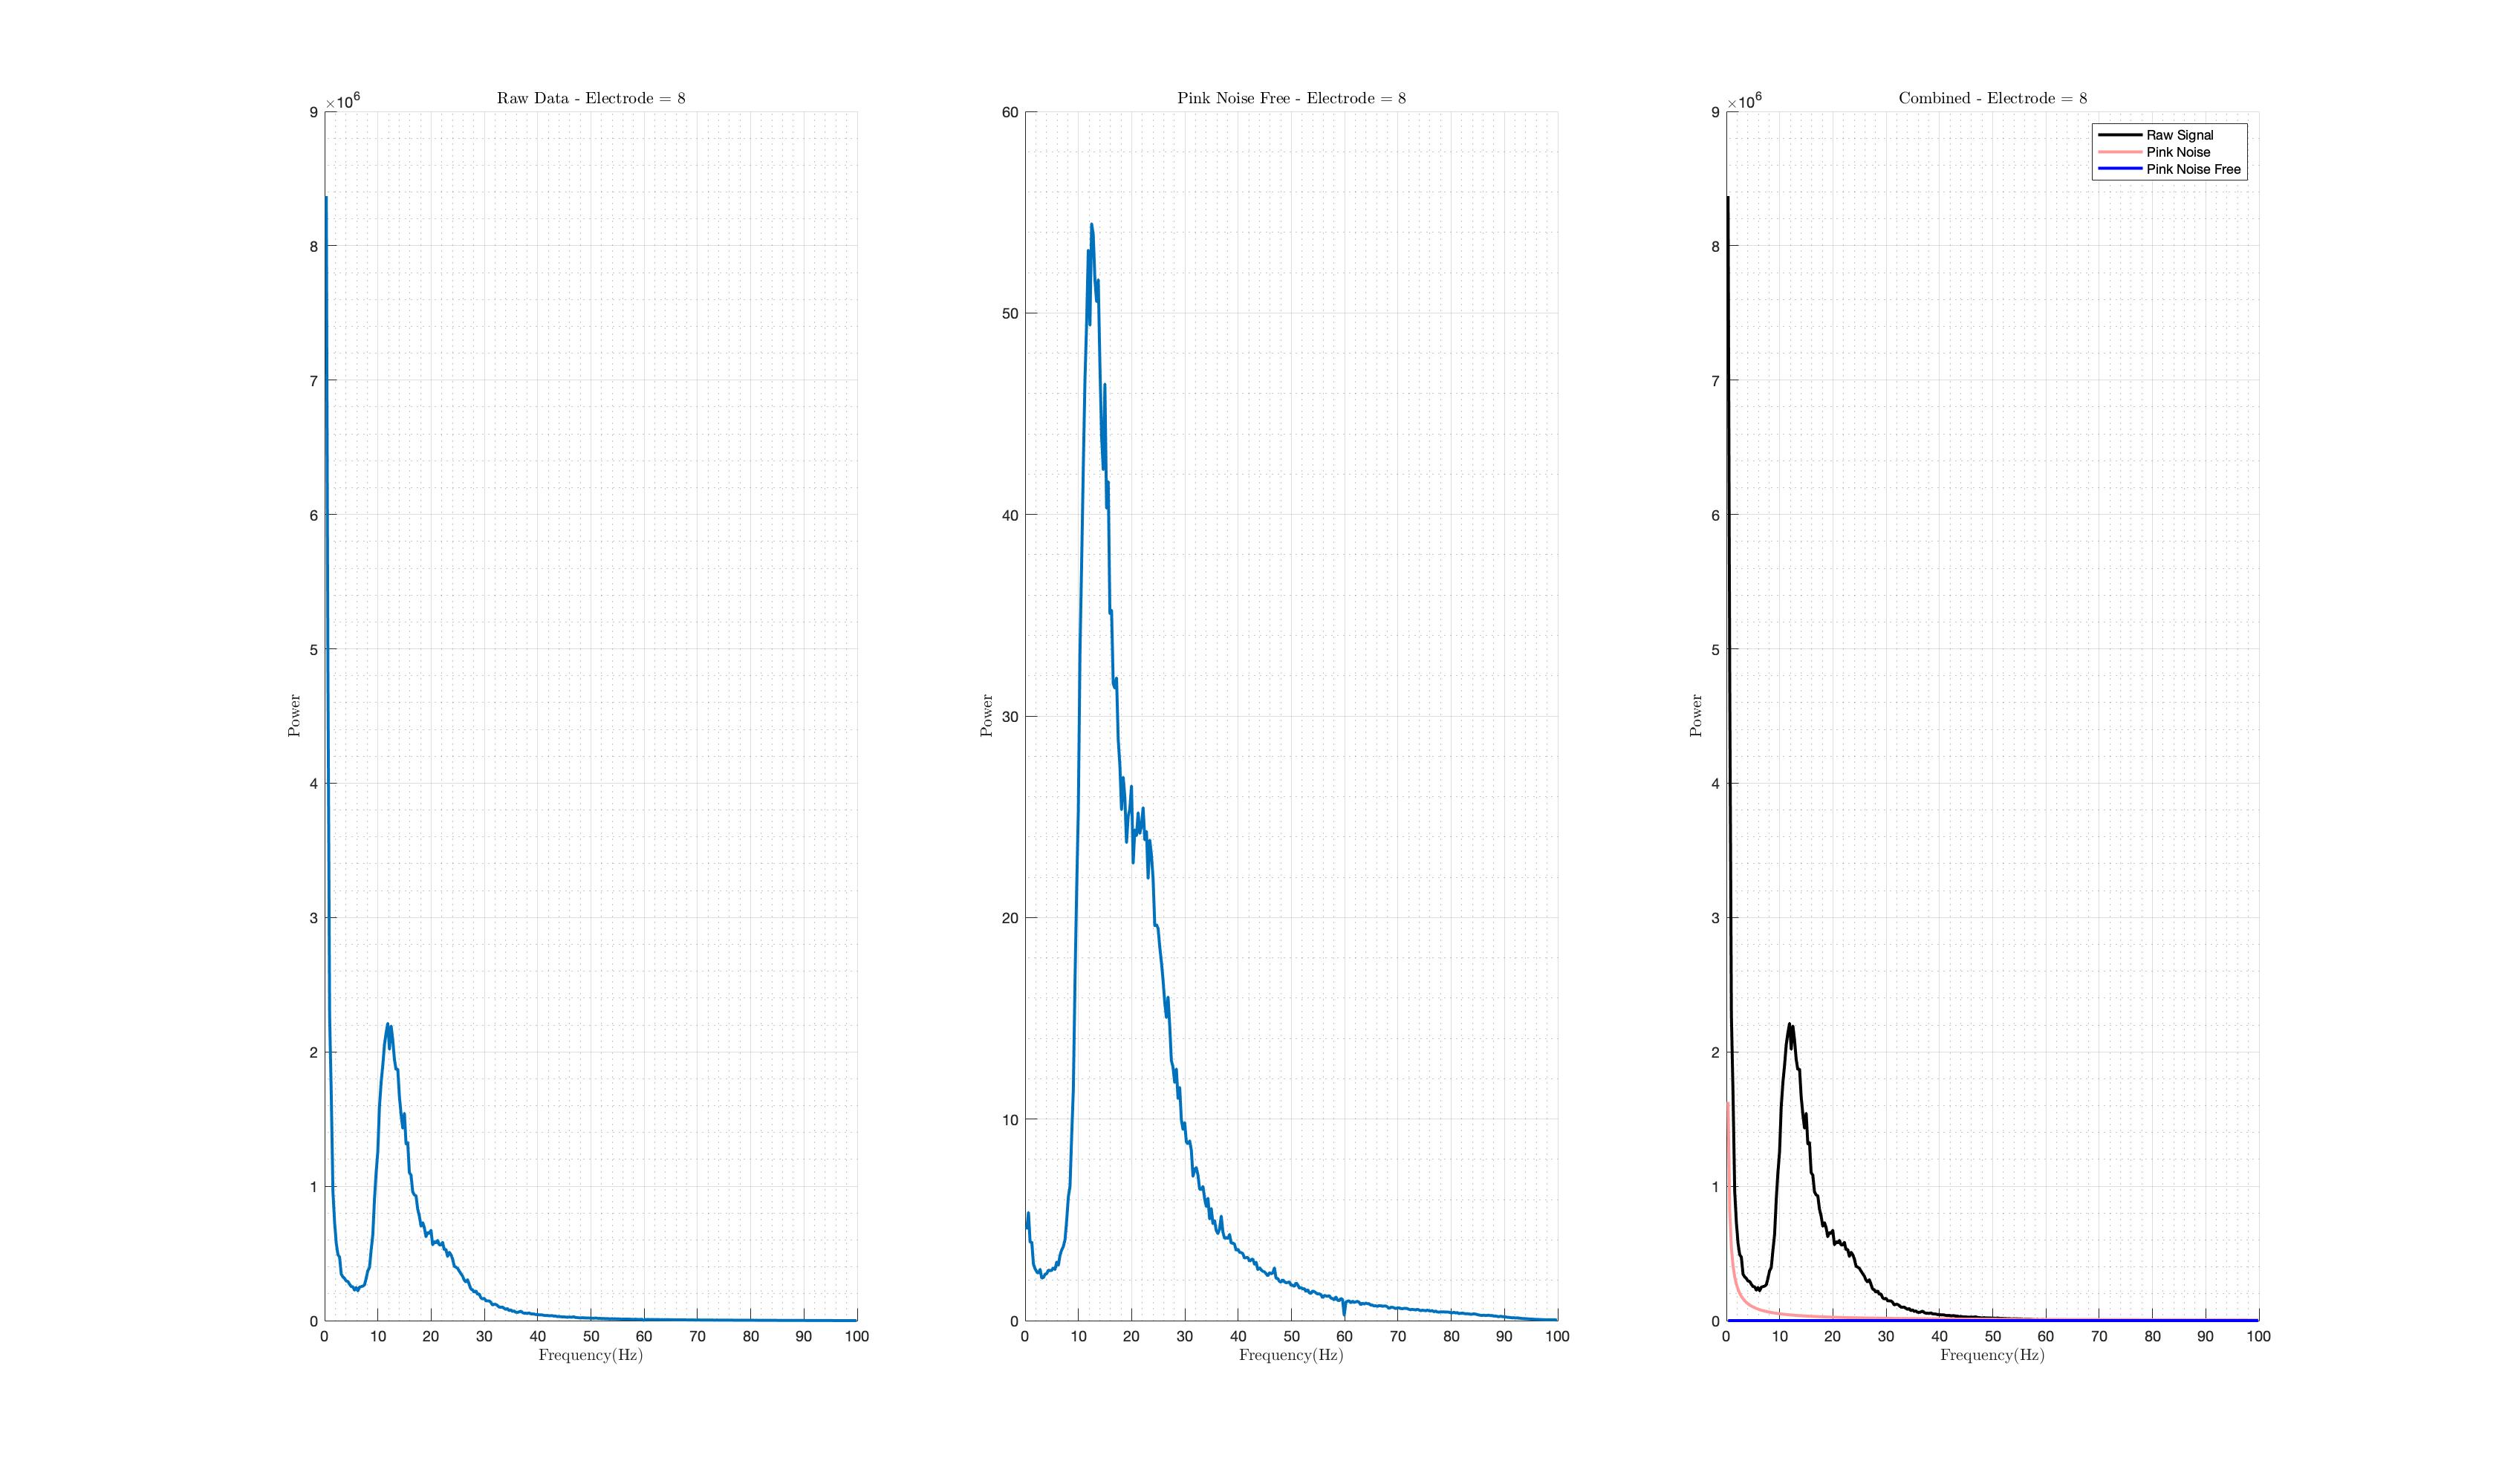 Raw Data - Electrode = 8
×10⁶
9
8
7
6
5
4
3
2
1
0
Power
0 10 20 30 40 50 60 70 80 90 100
Frequency(Hz)
Pink Noise Free - Electrode = 8
60
50
40
30
20
10
0
Power
0 10 20 30 40 50 60 70 80 90 100
Frequency(Hz)
Combined - Electrode = 8
×10⁶
Raw Signal
Pink Noise
Pink Noise Free
9
8
7
6
5
4
3
2
1
0
Power
0 10 20 30 40 50 60 70 80 90 100
Frequency(Hz)